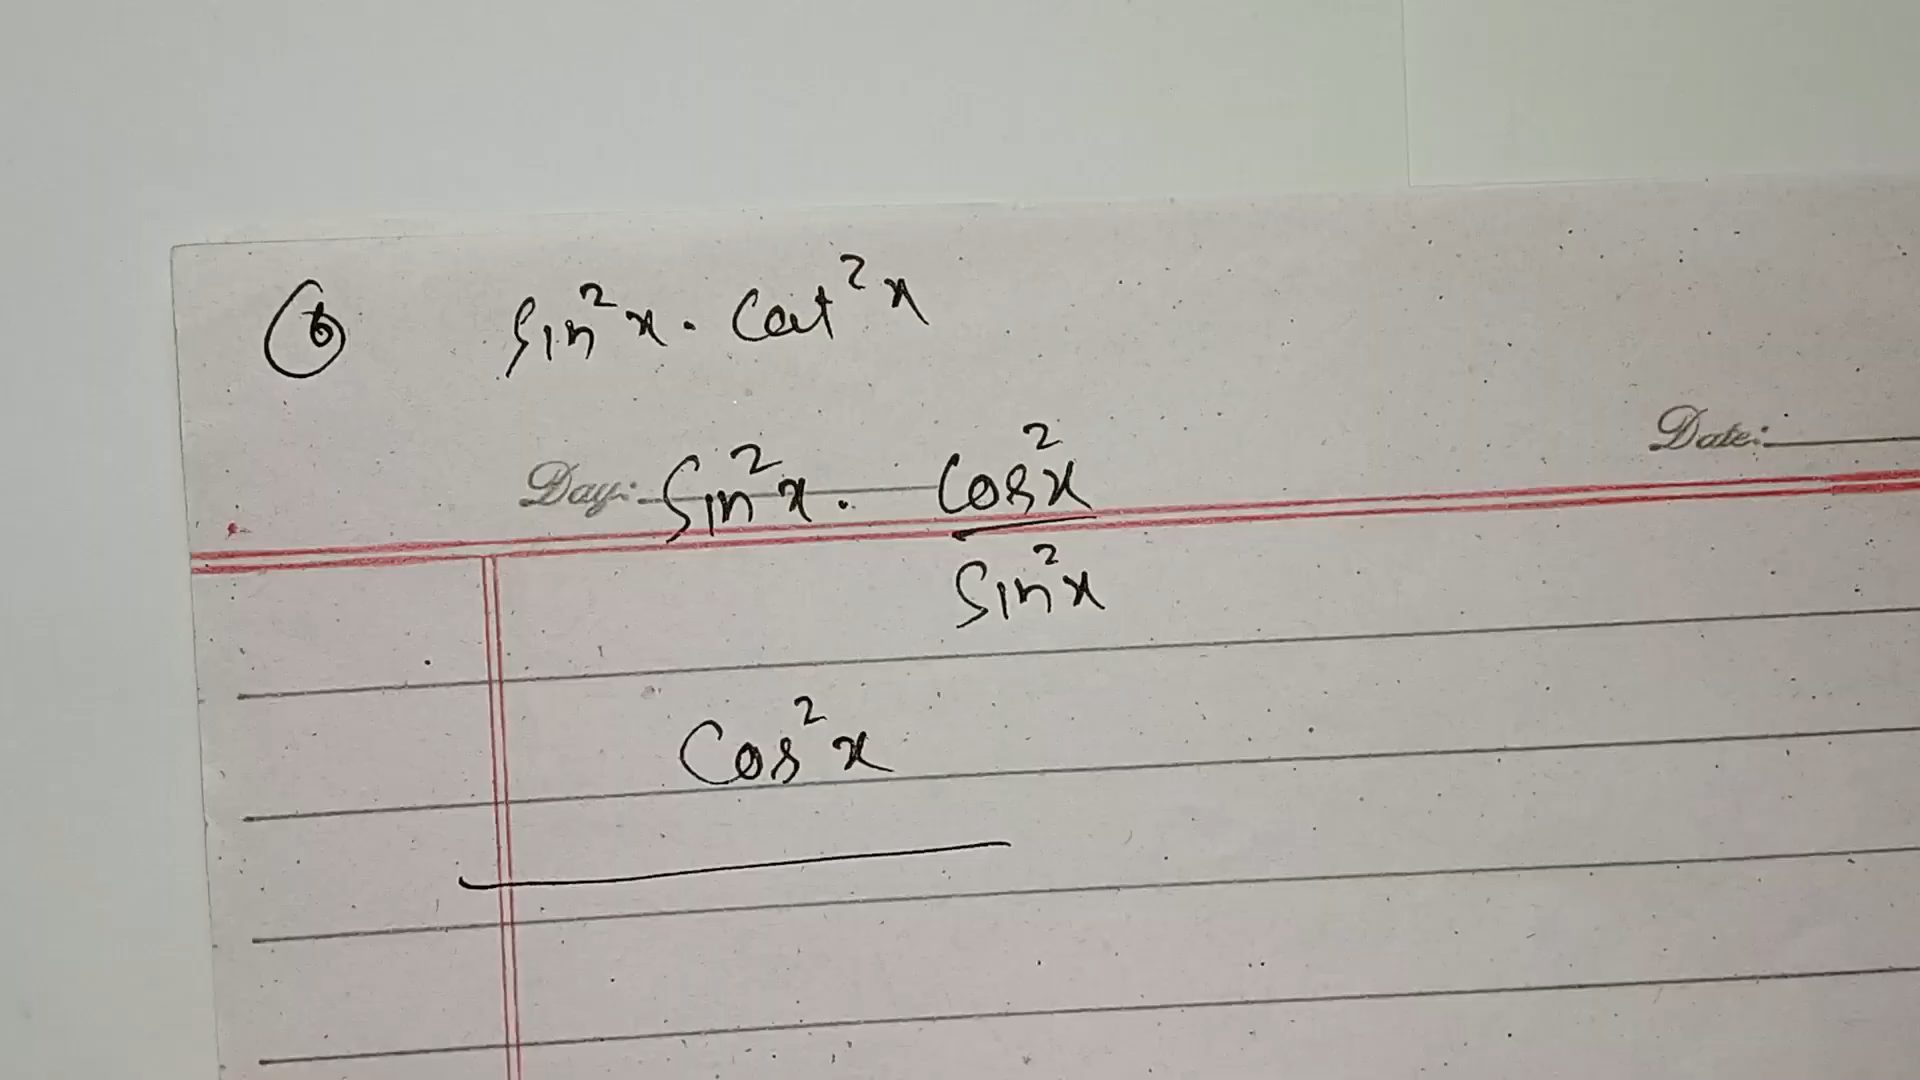 6 Sin²x . Cot²x
Day: Sin²x . Cos²x / Sin²x
Date:
Cos²x